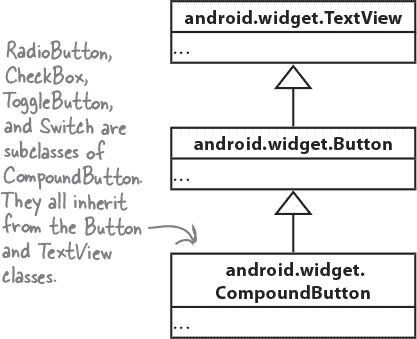 android.widget.TextView
...
RadioButton,
CheckBox,
ToggleButton,
and Switch are
subclasses of
CompoundButton.
They all inherit
from the Button
and TextView
classes.
android.widget.Button
...
android.widget.
CompoundButton
...